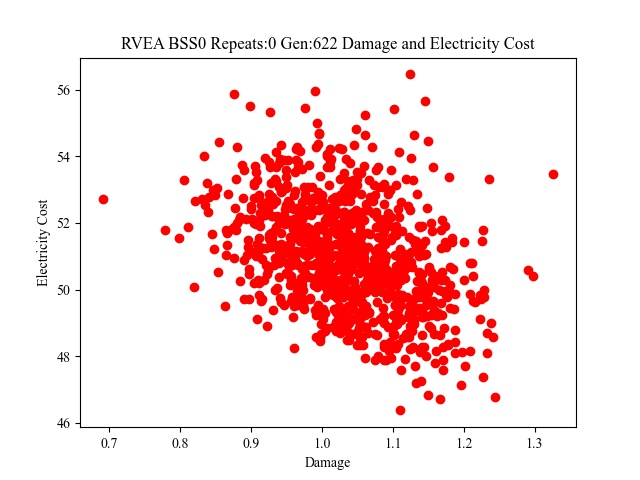 RVEA BSS0 Repeats:0 Gen:622 Damage and Electricity Cost
56
54
52
50
48
46
Electricity Cost
0.7 0.8 0.9 1.0 1.1 1.2 1.3
Damage